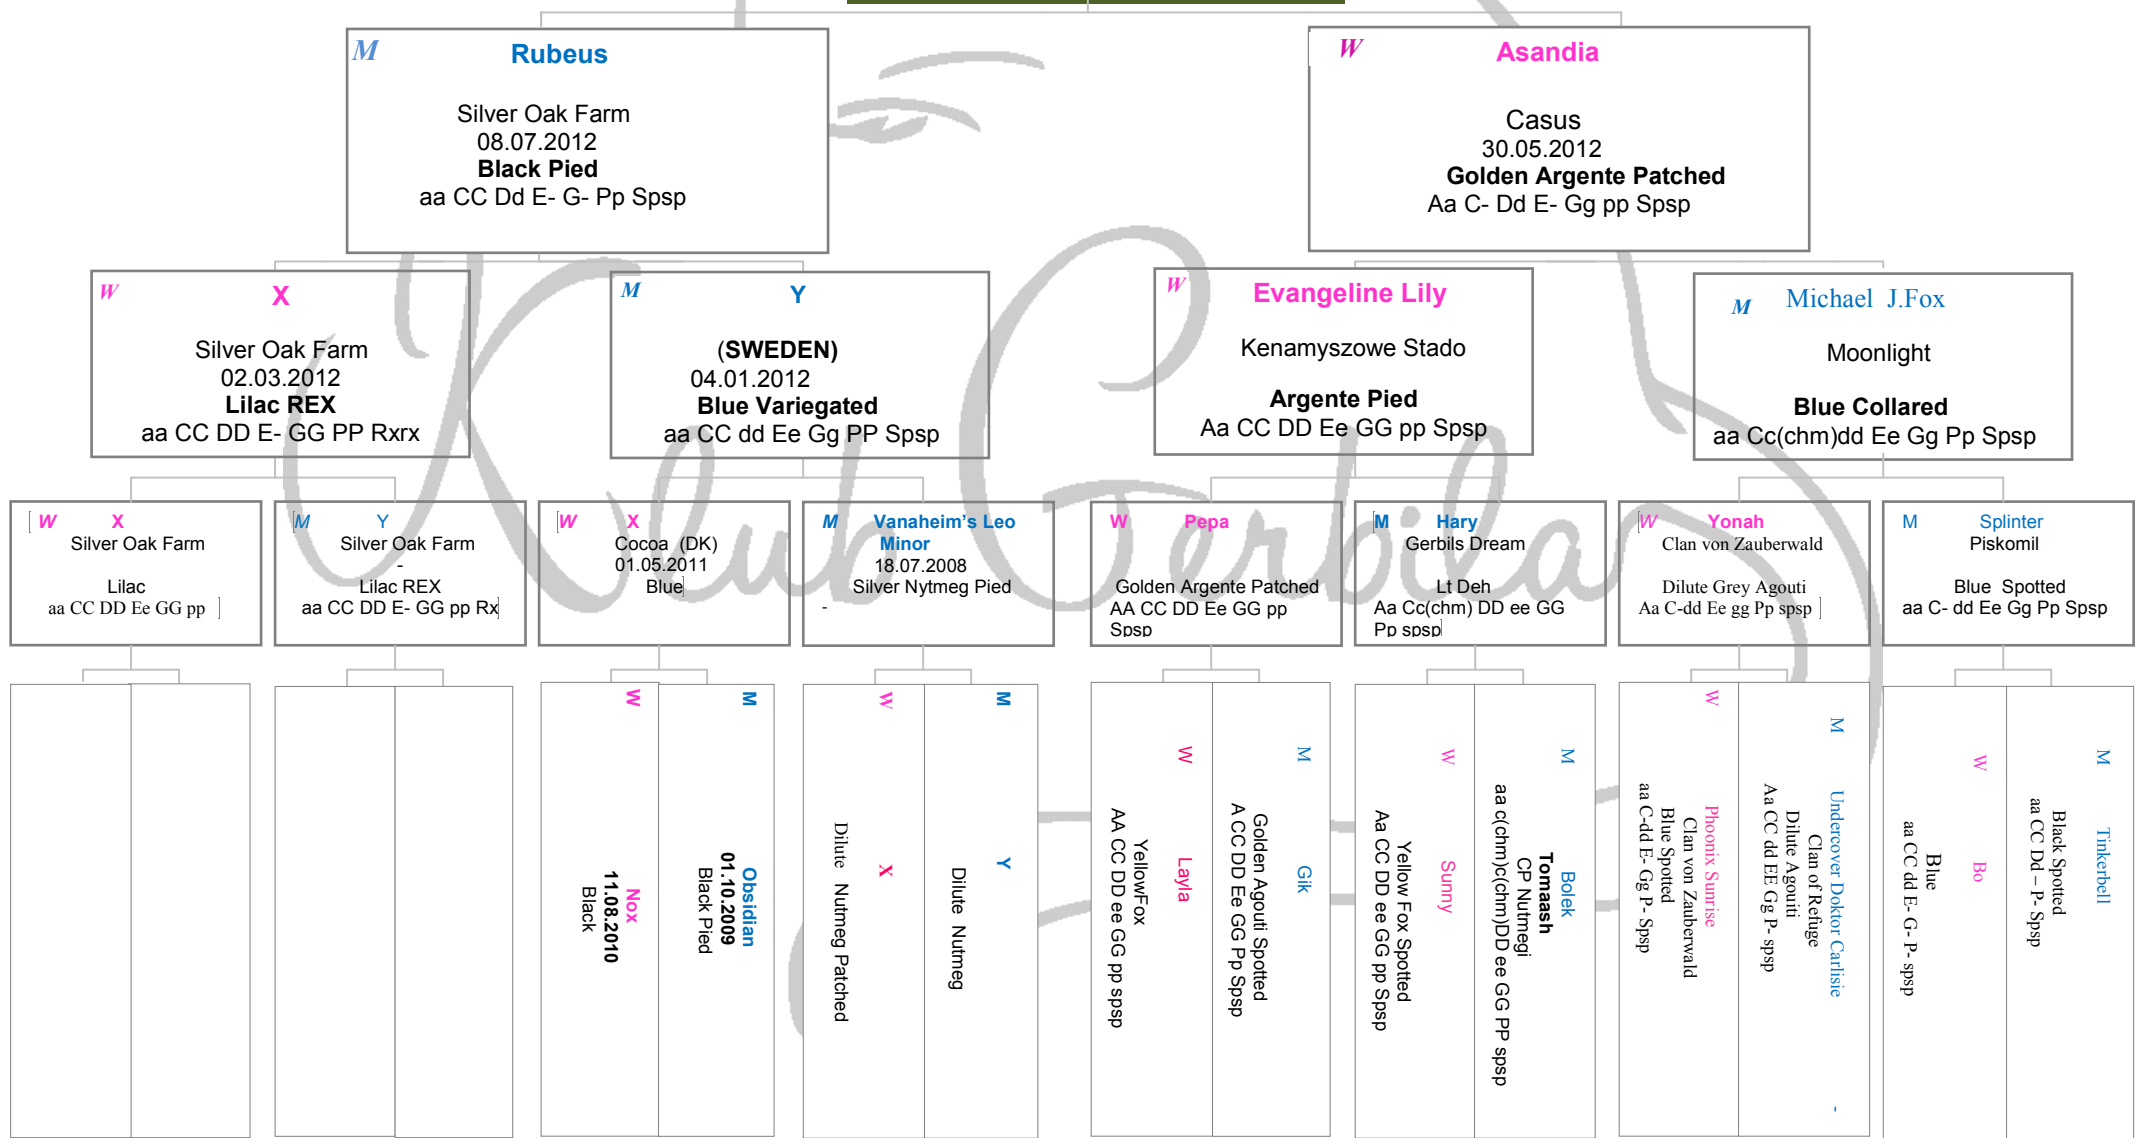 M Rubeus
Silver Oak Farm
08.07.2012
Black Pied
aa CC Dd E- G- Pp Spsp
W Asandia
Casus
30.05.2012
Golden Argente Patched
Aa C- Dd E- Gg pp Spsp
W X
Silver Oak Farm
02.03.2012
Lilac REX
aa CC DD E- GG PP Rxrx
M Y
(SWEDEN)
04.01.2012
Blue Variegated
aa CC dd Ee Gg PP Spsp
W Evangeline Lily
Kenamyszowe Stado
Argente Pied
Aa CC DD Ee GG pp Spsp
M Michael J.Fox
Moonlight
Blue Collared
aa Cc(chm)dd Ee Gg Pp Spsp
[ W X
Silver Oak Farm
Lilac
aa CC DD Ee GG pp ]
[M Y
Silver Oak Farm
-
Lilac REX
aa CC DD E- GG pp Rx]
[W X
Cocoa (DK)
01.05.2011
Blue]
M Vanaheim's Leo
Minor
18.07.2008
Silver Nytmeg Pied
-
W Pepa
Golden Argente Patched
AA CC DD Ee GG pp
Spsp
[M Hary
Gerbils Dream
Lt Deh
Aa Cc(chm) DD ee GG
Pp spsp]
[W Yonah
Clan von Zauberwald
Dilute Grey Agouti
Aa C-dd Ee gg Pp spsp ]
M Splinter
Piskomil
Blue Spotted
aa C- dd Ee Gg Pp Spsp
W Nox
11.08.2010
Black
M Obsidian
01.10.2009
Black Pied
W X
Dilute Nutmeg Patched
M Y
Dilute Nutmeg
W Layla
YellowFox
AA CC DD ee GG pp spsp
M Gik
Golden Agouti Spotted
A CC DD Ee GG Pp Spsp
W Sunny
Yellow Fox Spotted
Aa CC DD ee GG pp Spsp
M Bolek
Tomaash
CP Nutmegi
aa c(chm)c(chm)DD ee GG PP spsp
W Phoonix Sunrise
Clan von Zauberwald
Blue Spotted
aa C-dd E- Gg P- Spsp
M Undercover Doktor Carlisie -
Clan of Refuge
Dilute Agouiti
Aa CC dd EE Gg P- spsp
W Bo
Blue
aa CC dd E- G- P- spsp
M Tinkerbell
Black Spotted
aa CC Dd – P- Spsp
Klub Gerbila